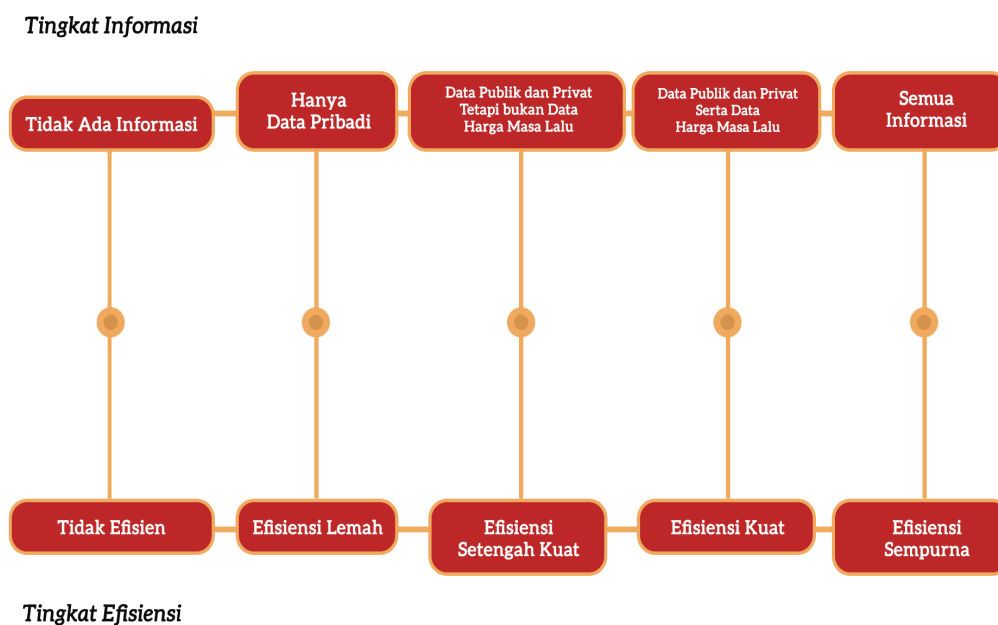 Tingkat Informasi
Tidak Ada Informasi
Hanya
Data Pribadi
Data Publik dan Privat
Tetapi bukan Data
Harga Masa Lalu
Data Publik dan Privat
Serta Data
Harga Masa Lalu
Semua
Informasi
Tidak Efisien
Efisiensi Lemah
Efisiensi
Setengah Kuat
Efisiensi Kuat
Efisiensi
Sempurna
Tingkat Efisiensi